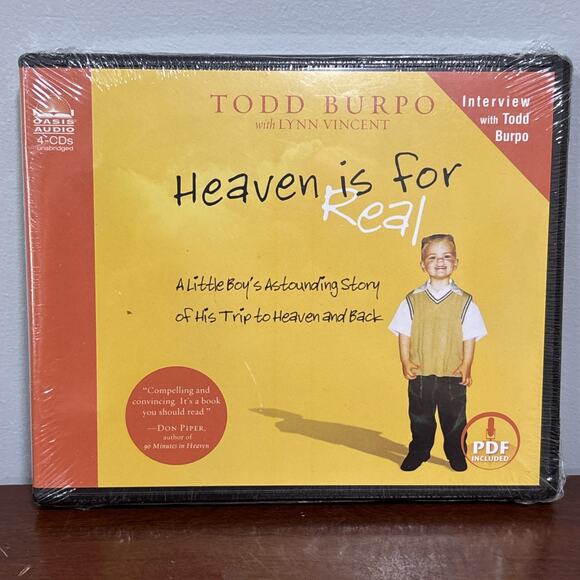 OASIS
AUDIO
4-CDs
unabridged
TODD BURPO
with LYNN VINCENT
Interview
with Todd
Burpo
Heaven is for
Real
A Little Boy's Astounding Story
of His Trip to Heaven and Back
“Compelling and
convincing. It's a book
you should read”
—DON PIPER,
author of
90 Minutes in Heaven
PDF
INCLUDED